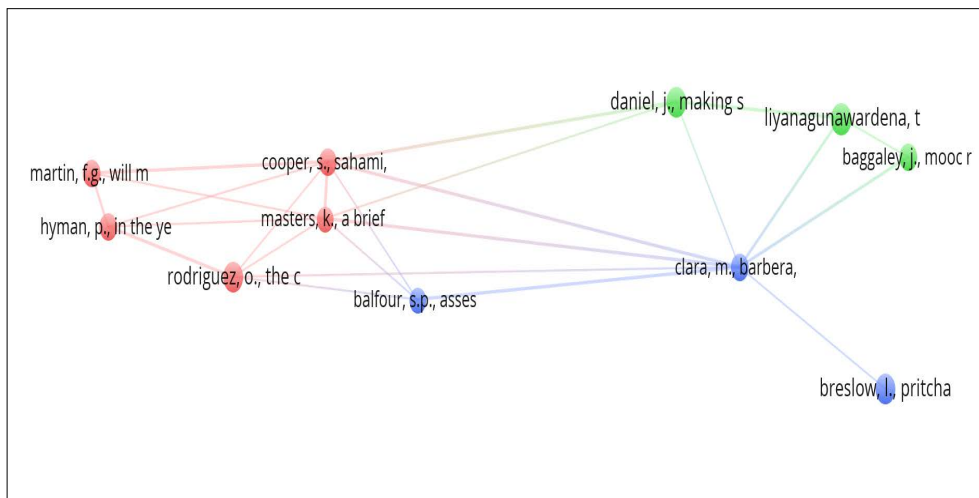 daniel, j., making s
liyanagunawardena, t
baggaley, j., mooc r
cooper, s., sahami,
martin, f.g., will m
masters, k., a brief
hyman, p., in the ye
rodriguez, o., the c
clara, m., barbera,
balfour, s.p., asses
breslow, l., pritcha